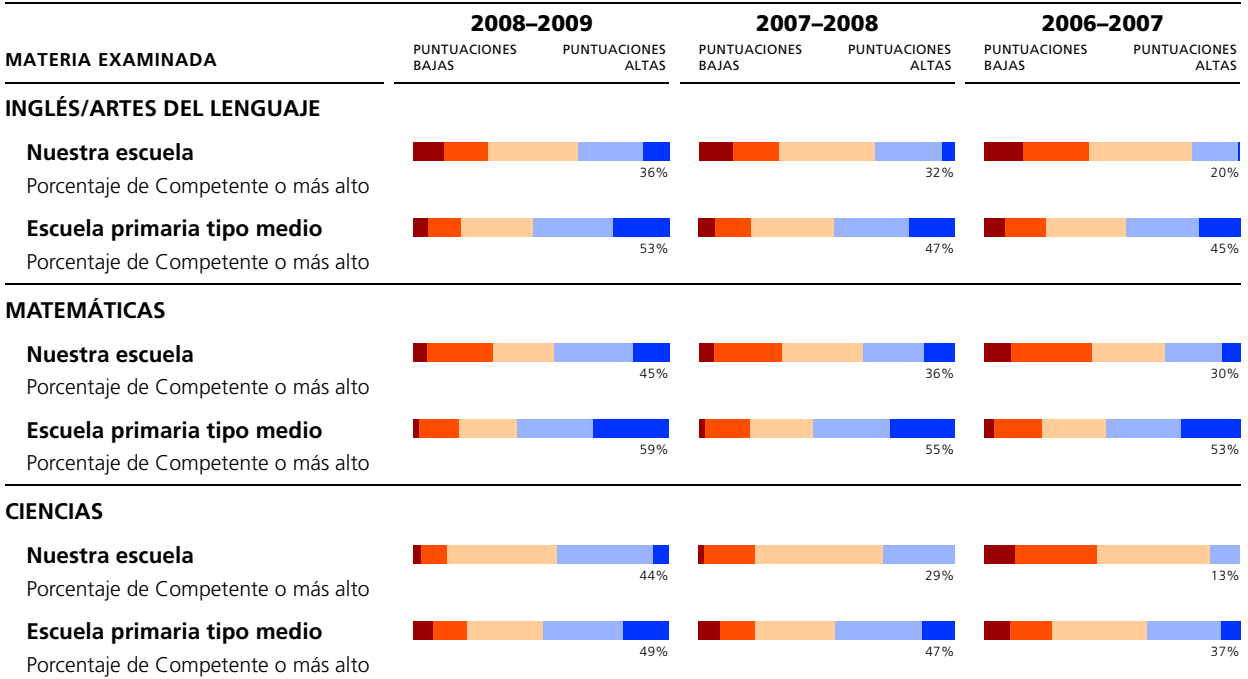 2008–2009 2007–2008 2006–2007
MATERIA EXAMINADA PUNTUACIONES BAJAS PUNTUACIONES ALTAS PUNTUACIONES BAJAS PUNTUACIONES ALTAS PUNTUACIONES BAJAS PUNTUACIONES ALTAS
INGLÉS/ARTES DEL LENGUAJE
Nuestra escuela
Porcentaje de Competente o más alto 36% 32% 20%
Escuela primaria tipo medio
Porcentaje de Competente o más alto 53% 47% 45%
MATEMÁTICAS
Nuestra escuela
Porcentaje de Competente o más alto 45% 36% 30%
Escuela primaria tipo medio
Porcentaje de Competente o más alto 59% 55% 53%
CIENCIAS
Nuestra escuela
Porcentaje de Competente o más alto 44% 29% 13%
Escuela primaria tipo medio
Porcentaje de Competente o más alto 49% 47% 37%